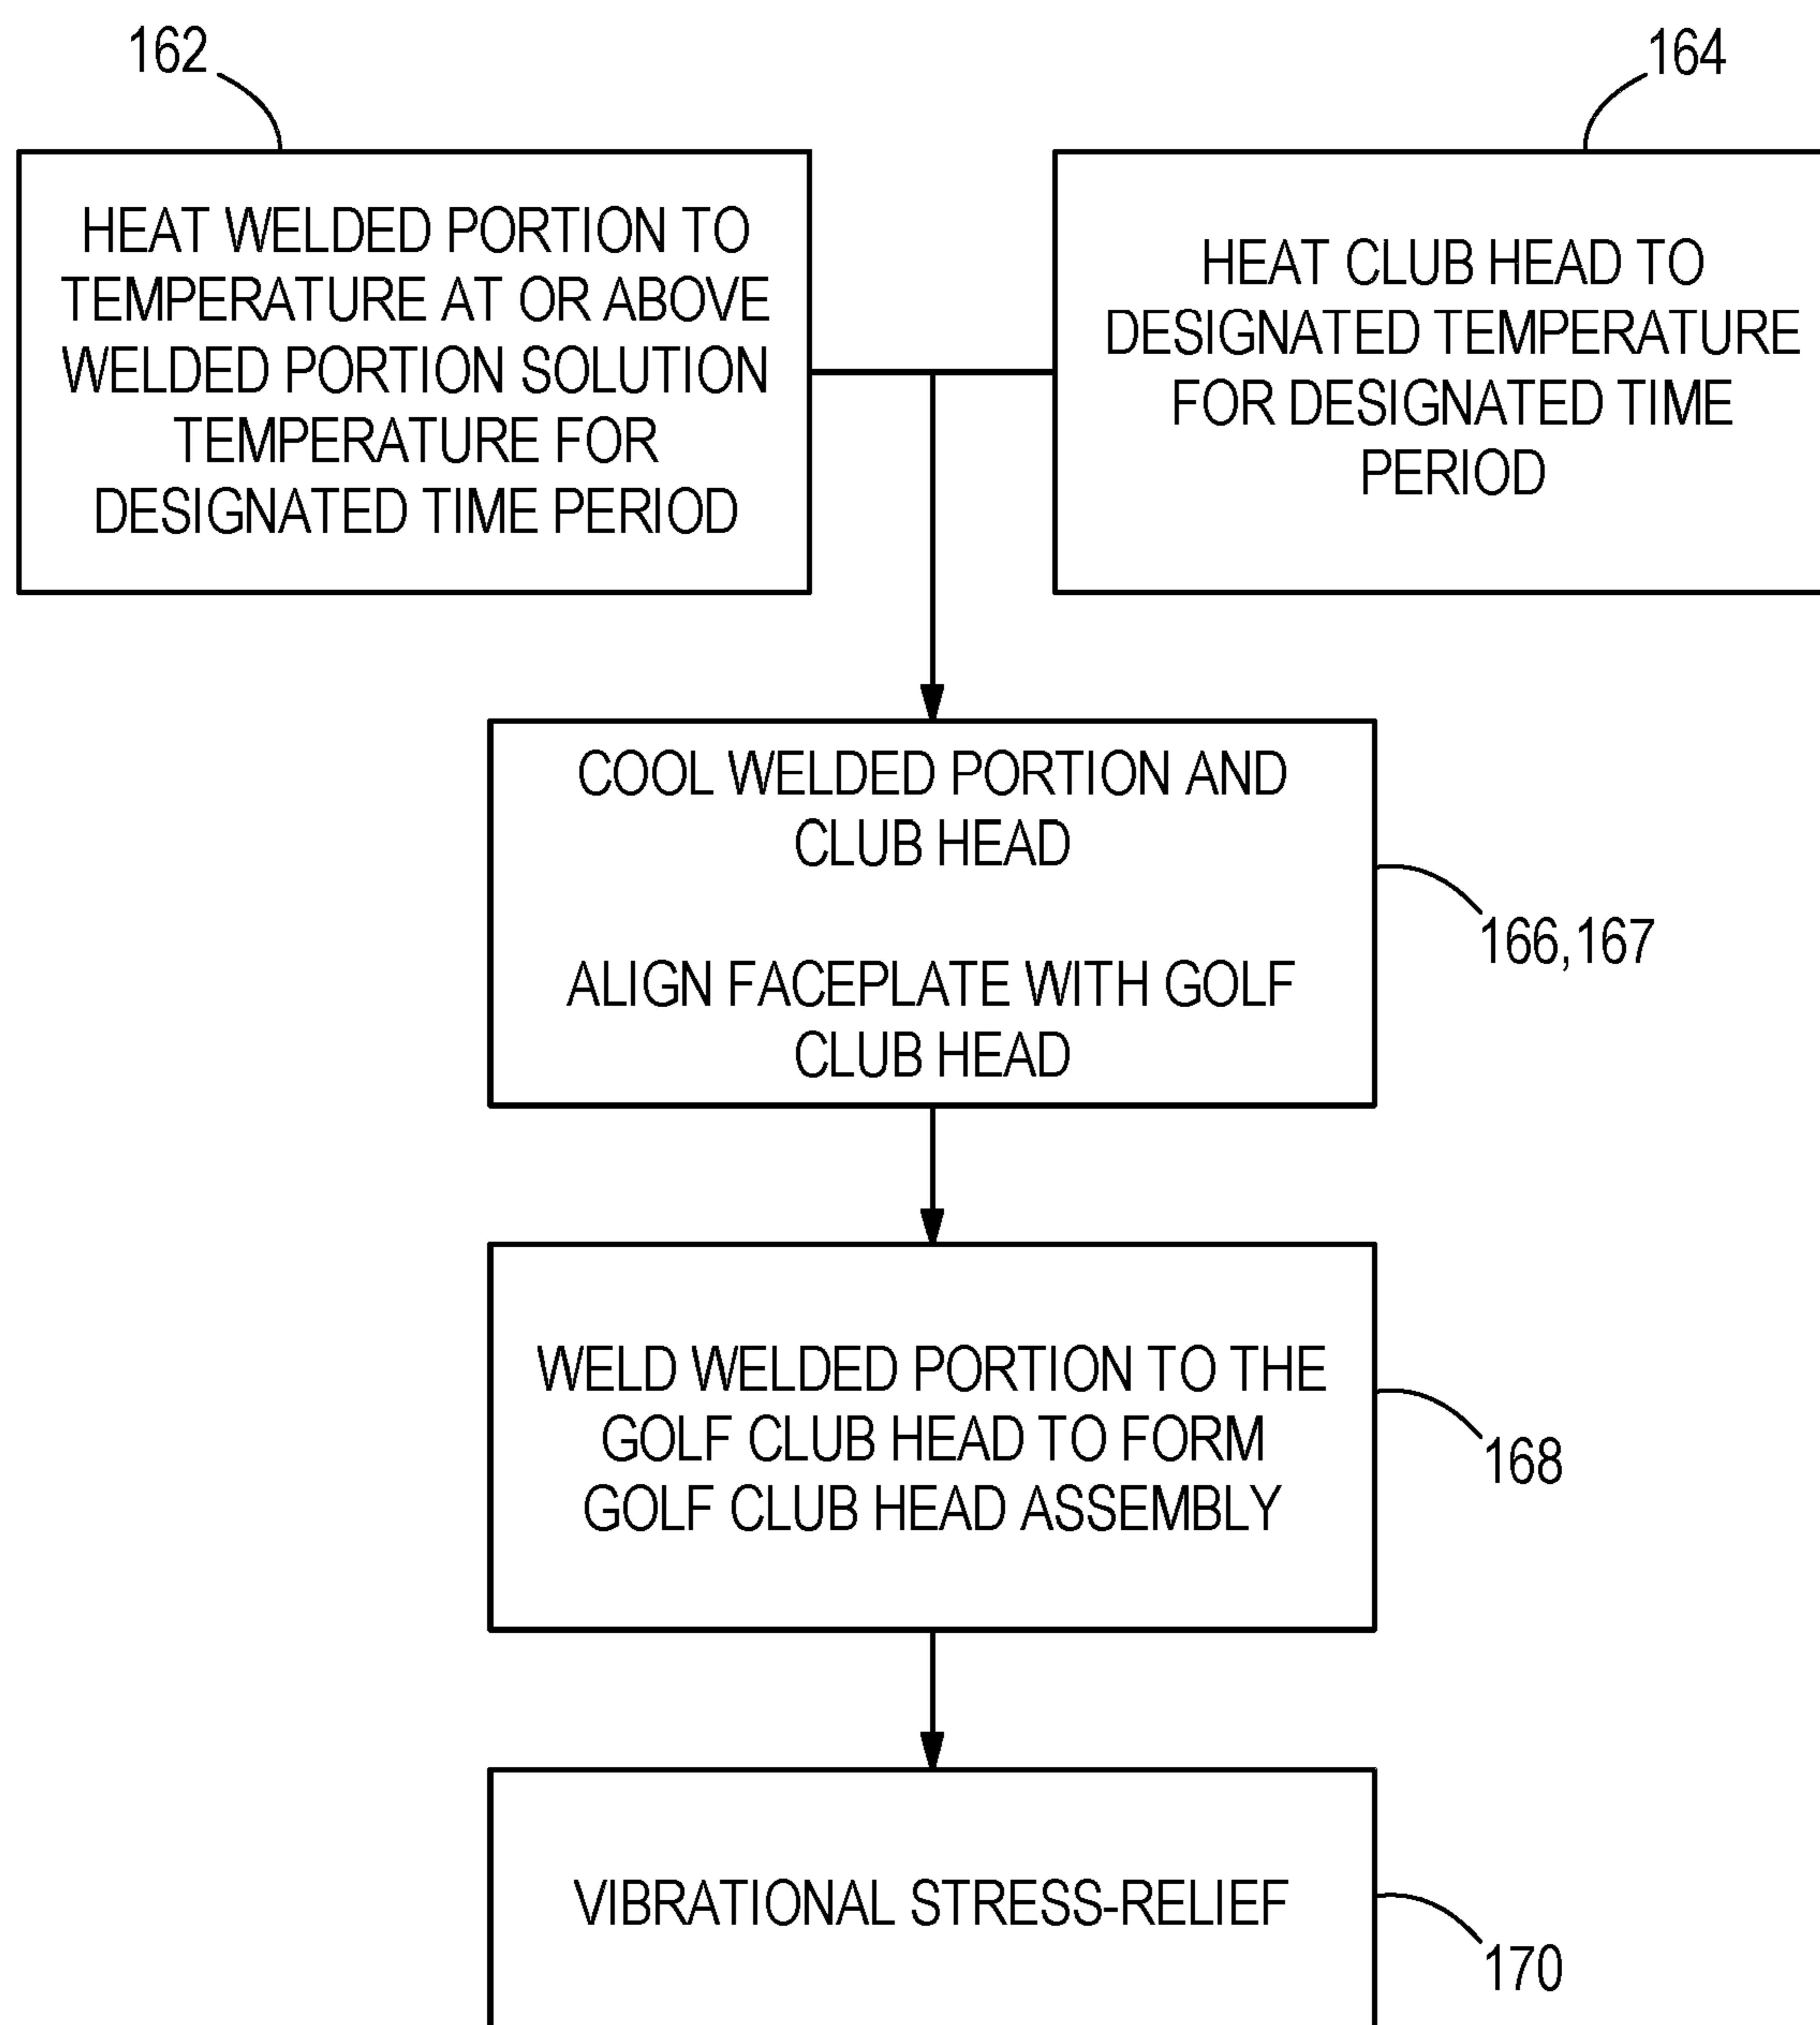 162
164
HEAT WELDED PORTION TO
TEMPERATURE AT OR ABOVE
WELDED PORTION SOLUTION
TEMPERATURE FOR
DESIGNATED TIME PERIOD
HEAT CLUB HEAD TO
DESIGNATED TEMPERATURE
FOR DESIGNATED TIME
PERIOD
COOL WELDED PORTION AND
CLUB HEAD
ALIGN FACEPLATE WITH GOLF
CLUB HEAD
166,167
WELD WELDED PORTION TO THE
GOLF CLUB HEAD TO FORM
GOLF CLUB HEAD ASSEMBLY
168
VIBRATIONAL STRESS-RELIEF
170